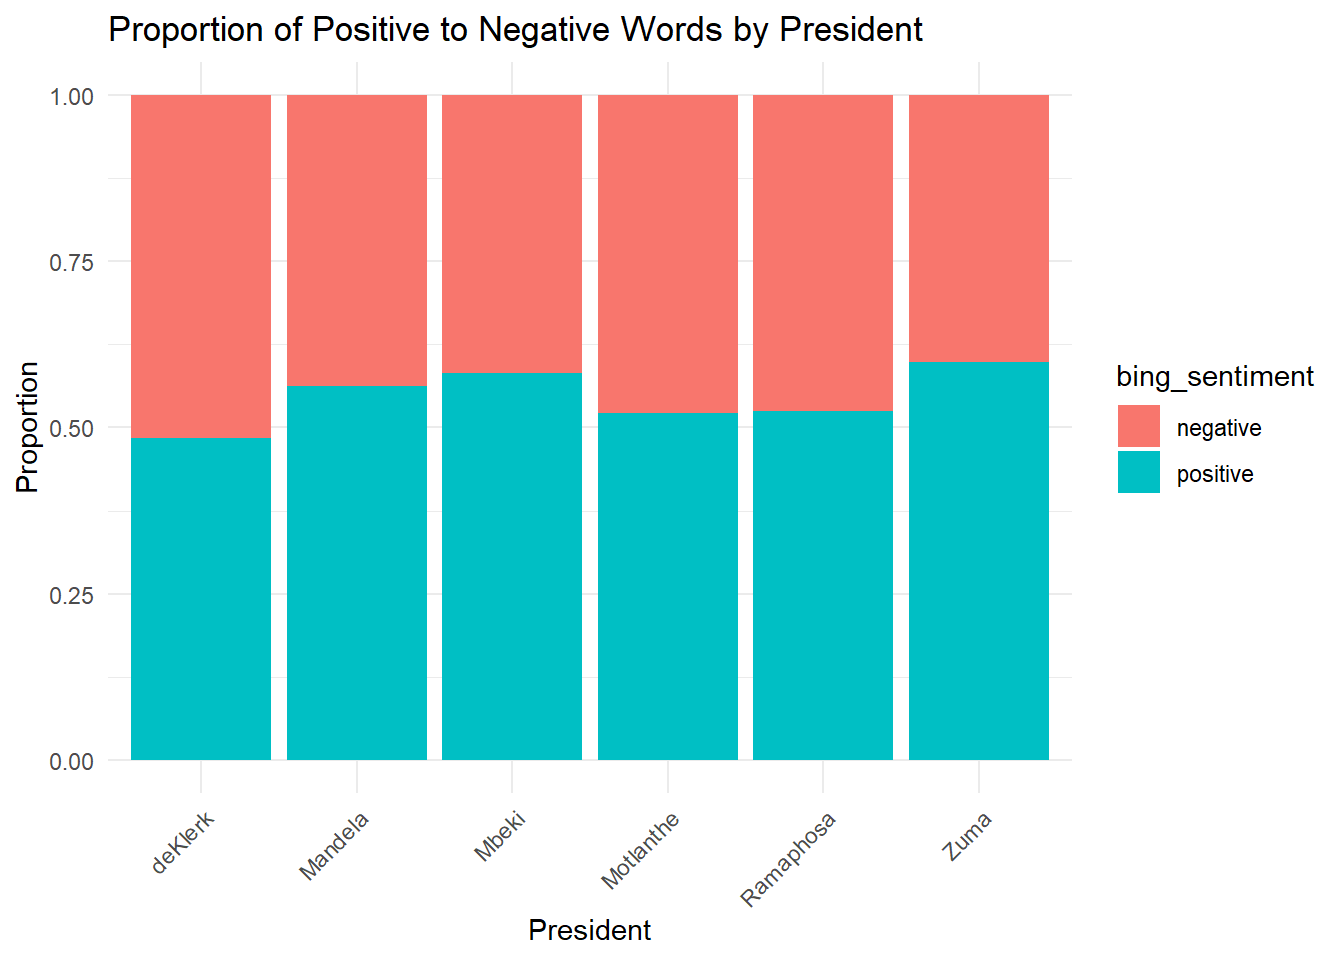 Proportion of Positive to Negative Words by President
1.00
0.75
0.50
0.25
0.00
Proportion
deKlerk
Mandela
Mbeki
Motlanthe
Ramaphosa
Zuma
President
bing_sentiment
negative
positive